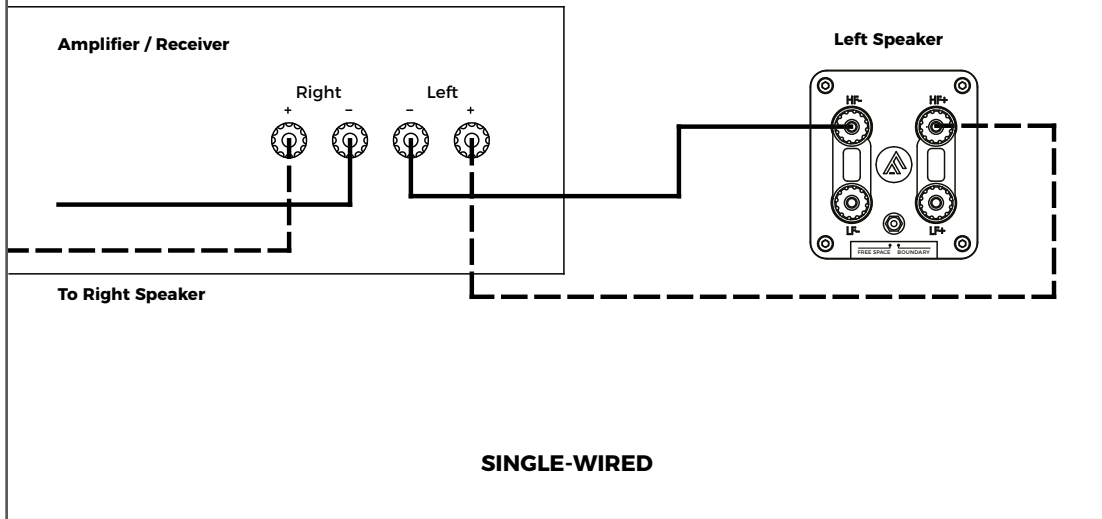 Amplifier / Receiver
Left Speaker
Right Left
+ – – +
HF- HF+
LF- LF+
FREE SPACE BOUNDARY
To Right Speaker
SINGLE-WIRED